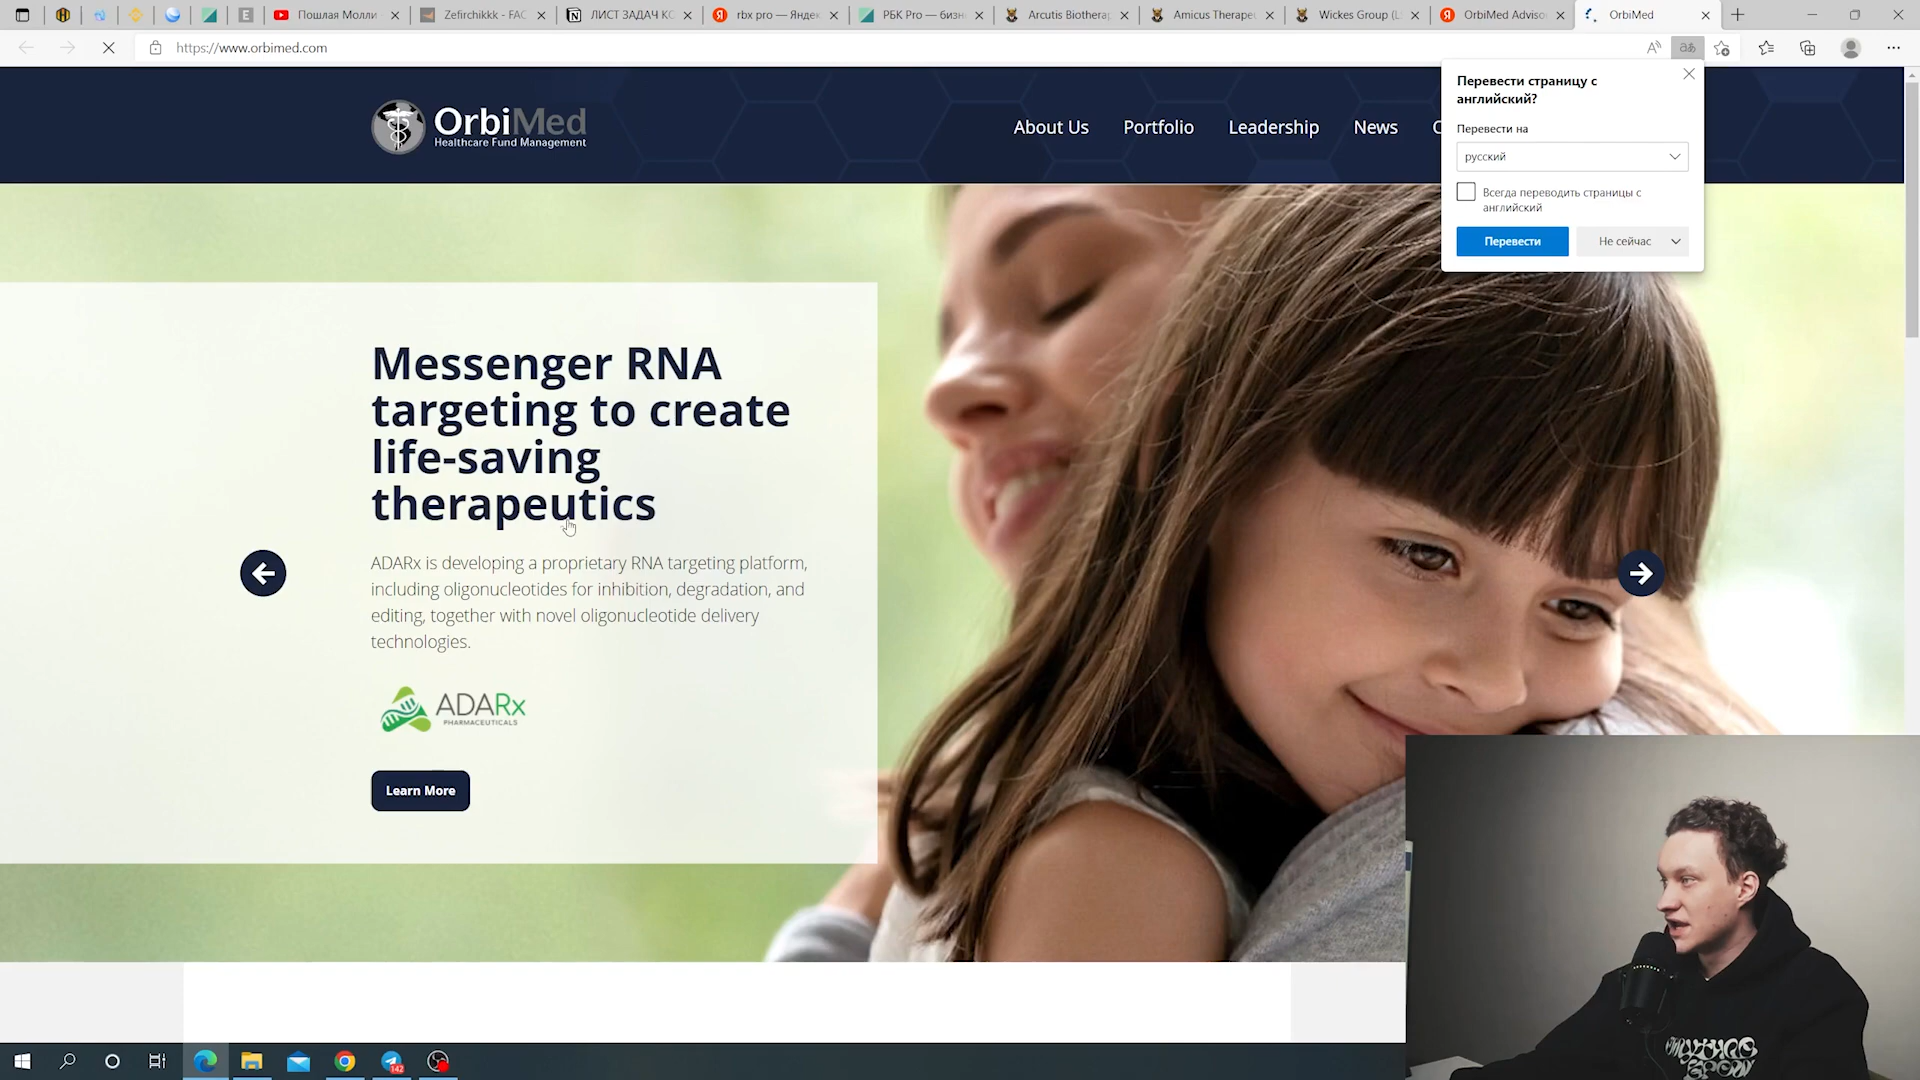 Пошлая Молли
Zefirchikkk - FAC
ЛИСТ ЗАДАЧ КС
rbx pro — Яндек
РБК Pro — бизн
Arcutis Biothera
Amicus Therape
Wickes Group (L
OrbiMed Adviso
OrbiMed
https://www.orbimed.com
OrbiMed
Healthcare Fund Management
About Us
Portfolio
Leadership
News
C
Перевести страницу с
английский?
Перевести на
русский
Всегда переводить страницы с
английский
Перевести
Не сейчас
Messenger RNA
targeting to create
life-saving
therapeutics
ADARx is developing a proprietary RNA targeting platform,
including oligonucleotides for inhibition, degradation, and
editing, together with novel oligonucleotide delivery
technologies.
ADARx
PHARMACEUTICALS
Learn More
142